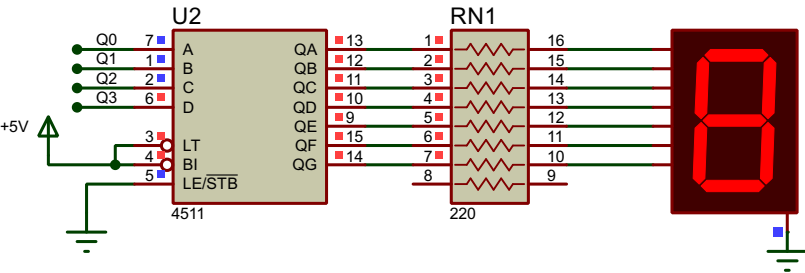 U2 RN1
Q0 7 A QA 13 1 16
Q1 1 B QB 12 2 15
Q2 2 C QC 11 3 14
Q3 6 D QD 10 4 13
+5V QE 9 5 12
3 LT QF 15 6 11
4 BI QG 14 7 10
5 LE/STB 8 9
4511 220